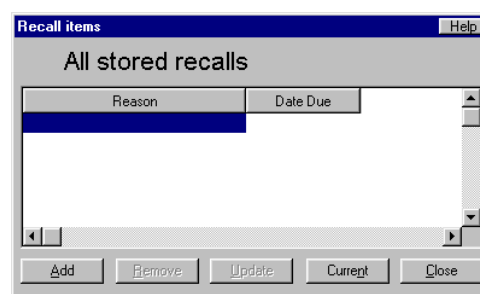 Recall items Help
All stored recalls
Reason Date Due
Add Remove Update Current Close